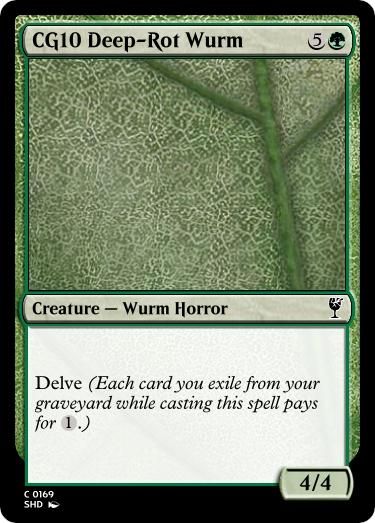 CG10 Deep-Rot Wurm 5
Creature — Wurm Horror
Delve (Each card you exile from your
graveyard while casting this spell pays
for 1.)
4/4
C 0169
SHD